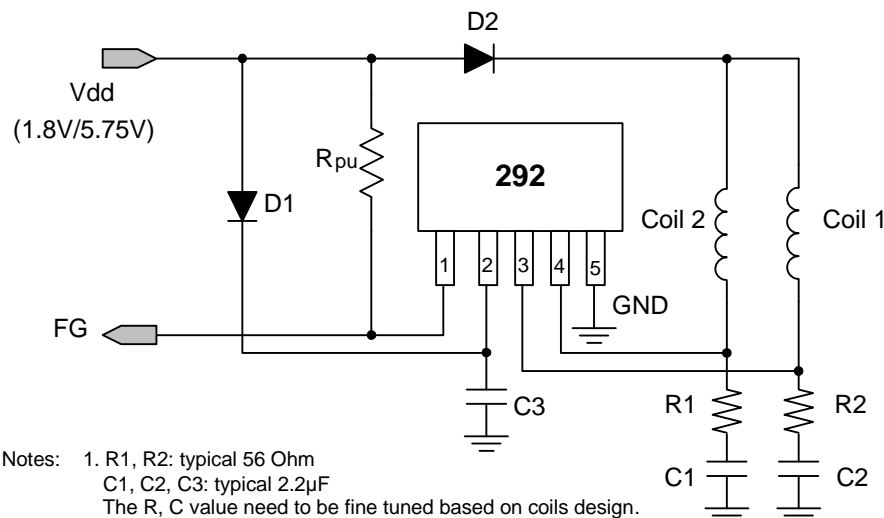 D2
Vdd
(1.8V/5.75V)
Rpu
292
D1
Coil 2
Coil 1
1 2 3 4 5
GND
FG
C3
R1
R2
C1
C2
Notes: 1. R1, R2: typical 56 Ohm
C1, C2, C3: typical 2.2µF
The R, C value need to be fine tuned based on coils design.